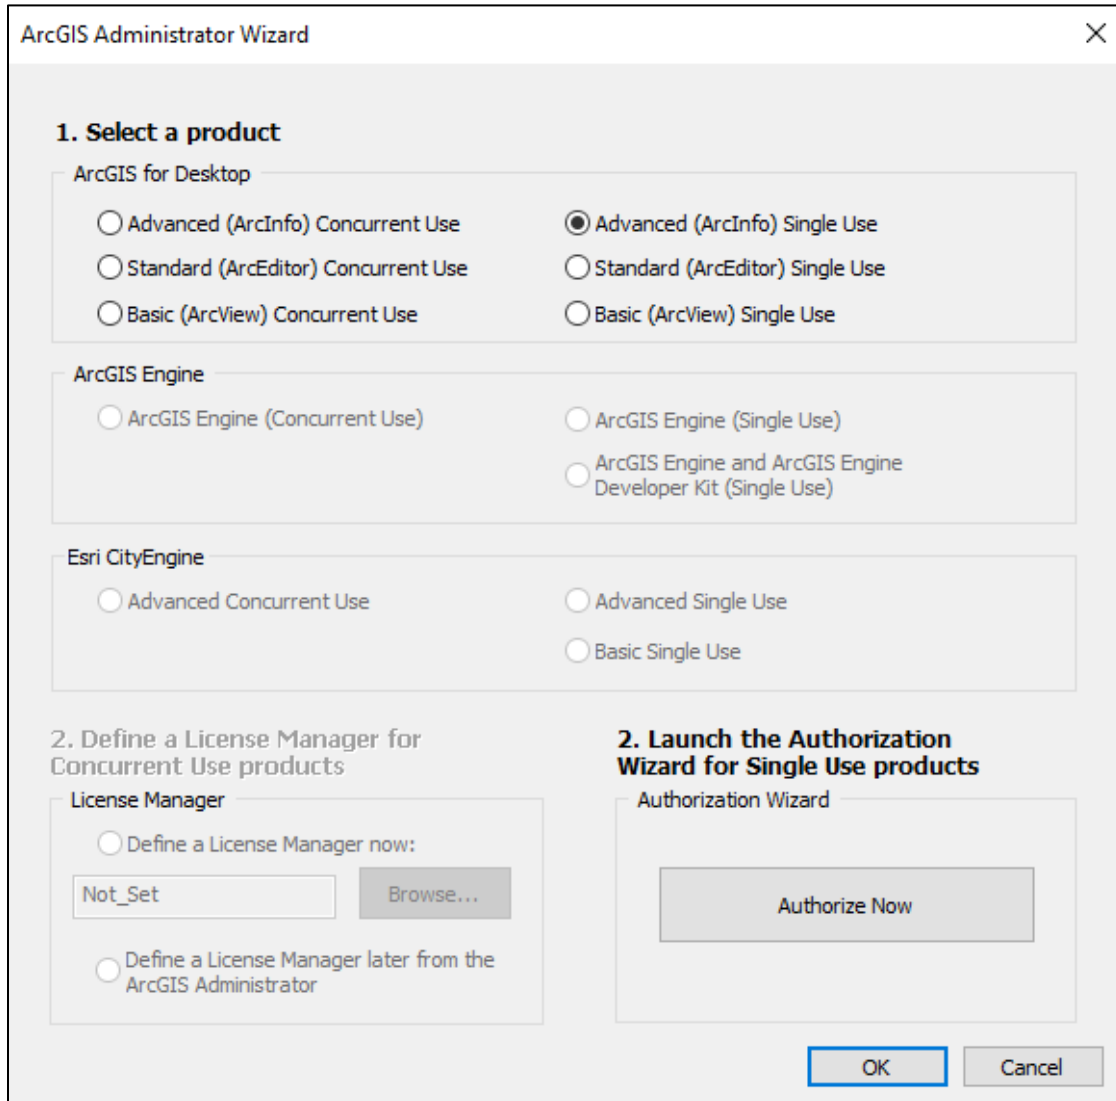 ArcGIS Administrator Wizard
1. Select a product
ArcGIS for Desktop
Advanced (ArcInfo) Concurrent Use
Advanced (ArcInfo) Single Use
Standard (ArcEditor) Concurrent Use
Standard (ArcEditor) Single Use
Basic (ArcView) Concurrent Use
Basic (ArcView) Single Use
ArcGIS Engine
ArcGIS Engine (Concurrent Use)
ArcGIS Engine (Single Use)
ArcGIS Engine and ArcGIS Engine
Developer Kit (Single Use)
Esri CityEngine
Advanced Concurrent Use
Advanced Single Use
Basic Single Use
2. Define a License Manager for
Concurrent Use products
License Manager
Define a License Manager now:
Not_Set
Browse...
Define a License Manager later from the
ArcGIS Administrator
2. Launch the Authorization
Wizard for Single Use products
Authorization Wizard
Authorize Now
OK
Cancel